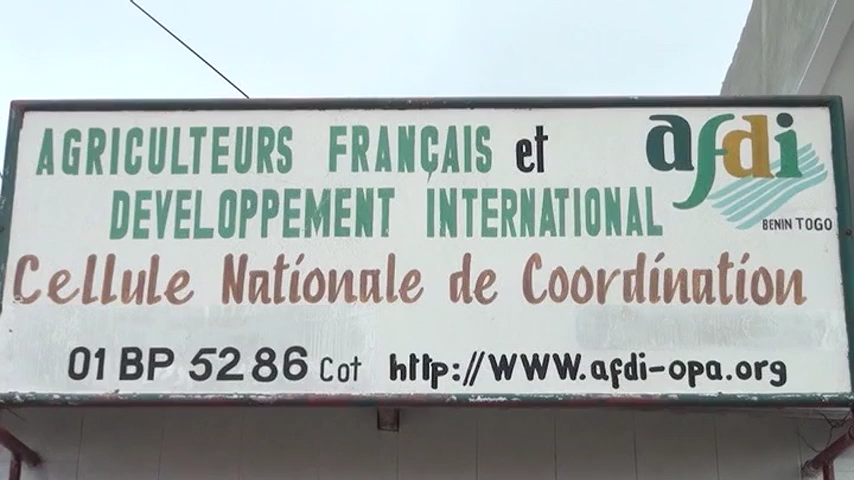 AGRICULTEURS FRANÇAIS et
DEVELOPPEMENT INTERNATIONAL
afdi
BENIN TOGO
Cellule Nationale de Coordination
01 BP 5286 Cot http://WWW.afdi-opa.org